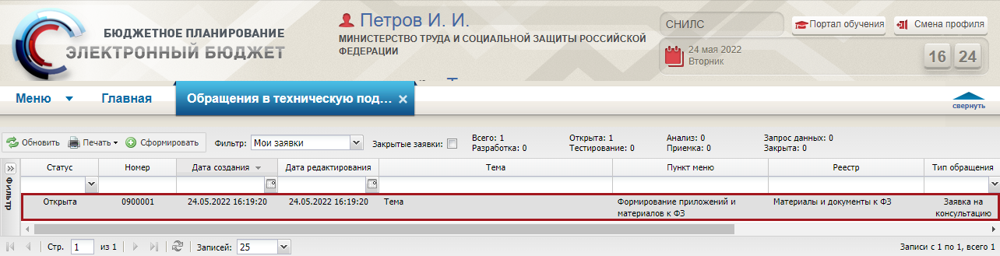 БЮДЖЕТНОЕ ПЛАНИРОВАНИЕ
ЭЛЕКТРОННЫЙ БЮДЖЕТ
Петров И. И.
МИНИСТЕРСТВО ТРУДА И СОЦИАЛЬНОЙ ЗАЩИТЫ РОССИЙСКОЙ
ФЕДЕРАЦИИ
СНИЛС
Портал обучения
Смена профиля
24 мая 2022
Вторник
16 24
Меню
Главная
Обращения в техническую под...
свернуть
Обновить
Печать
Сформировать
Фильтр: Мои заявки
Закрытые заявки:
Всего: 1
Разработка: 0
Открыта: 1
Тестирование: 0
Анализ: 0
Приемка: 0
Запрос данных: 0
Закрыта: 0
Фильтр
Статус Номер Дата создания Дата редактирования Тема Пункт меню Реестр Тип обращения
Открыта 0900001 24.05.2022 16:19:20 24.05.2022 16:19:20 Тема Формирование приложений и Материалы и документы к ФЗ Заявка на
материалов к ФЗ консультацию
Стр. 1 из 1 Записей: 25 Записи с 1 по 1, всего 1